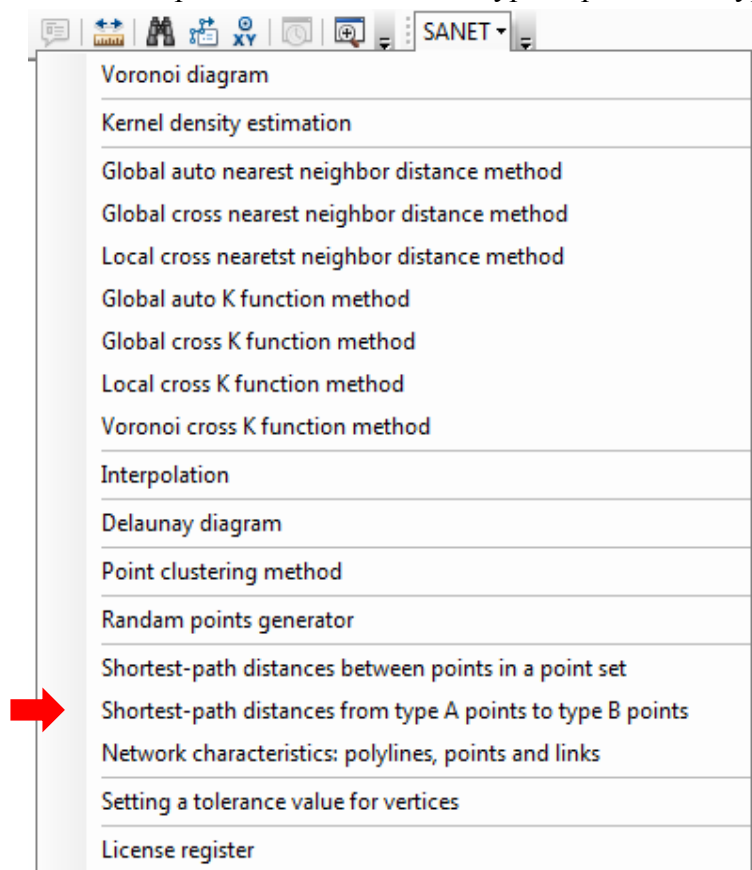 XY
SANET
Voronoi diagram
Kernel density estimation
Global auto nearest neighbor distance method
Global cross nearest neighbor distance method
Local cross nearetst neighbor distance method
Global auto K function method
Global cross K function method
Local cross K function method
Voronoi cross K function method
Interpolation
Delaunay diagram
Point clustering method
Randam points generator
Shortest-path distances between points in a point set
Shortest-path distances from type A points to type B points
Network characteristics: polylines, points and links
Setting a tolerance value for vertices
License register